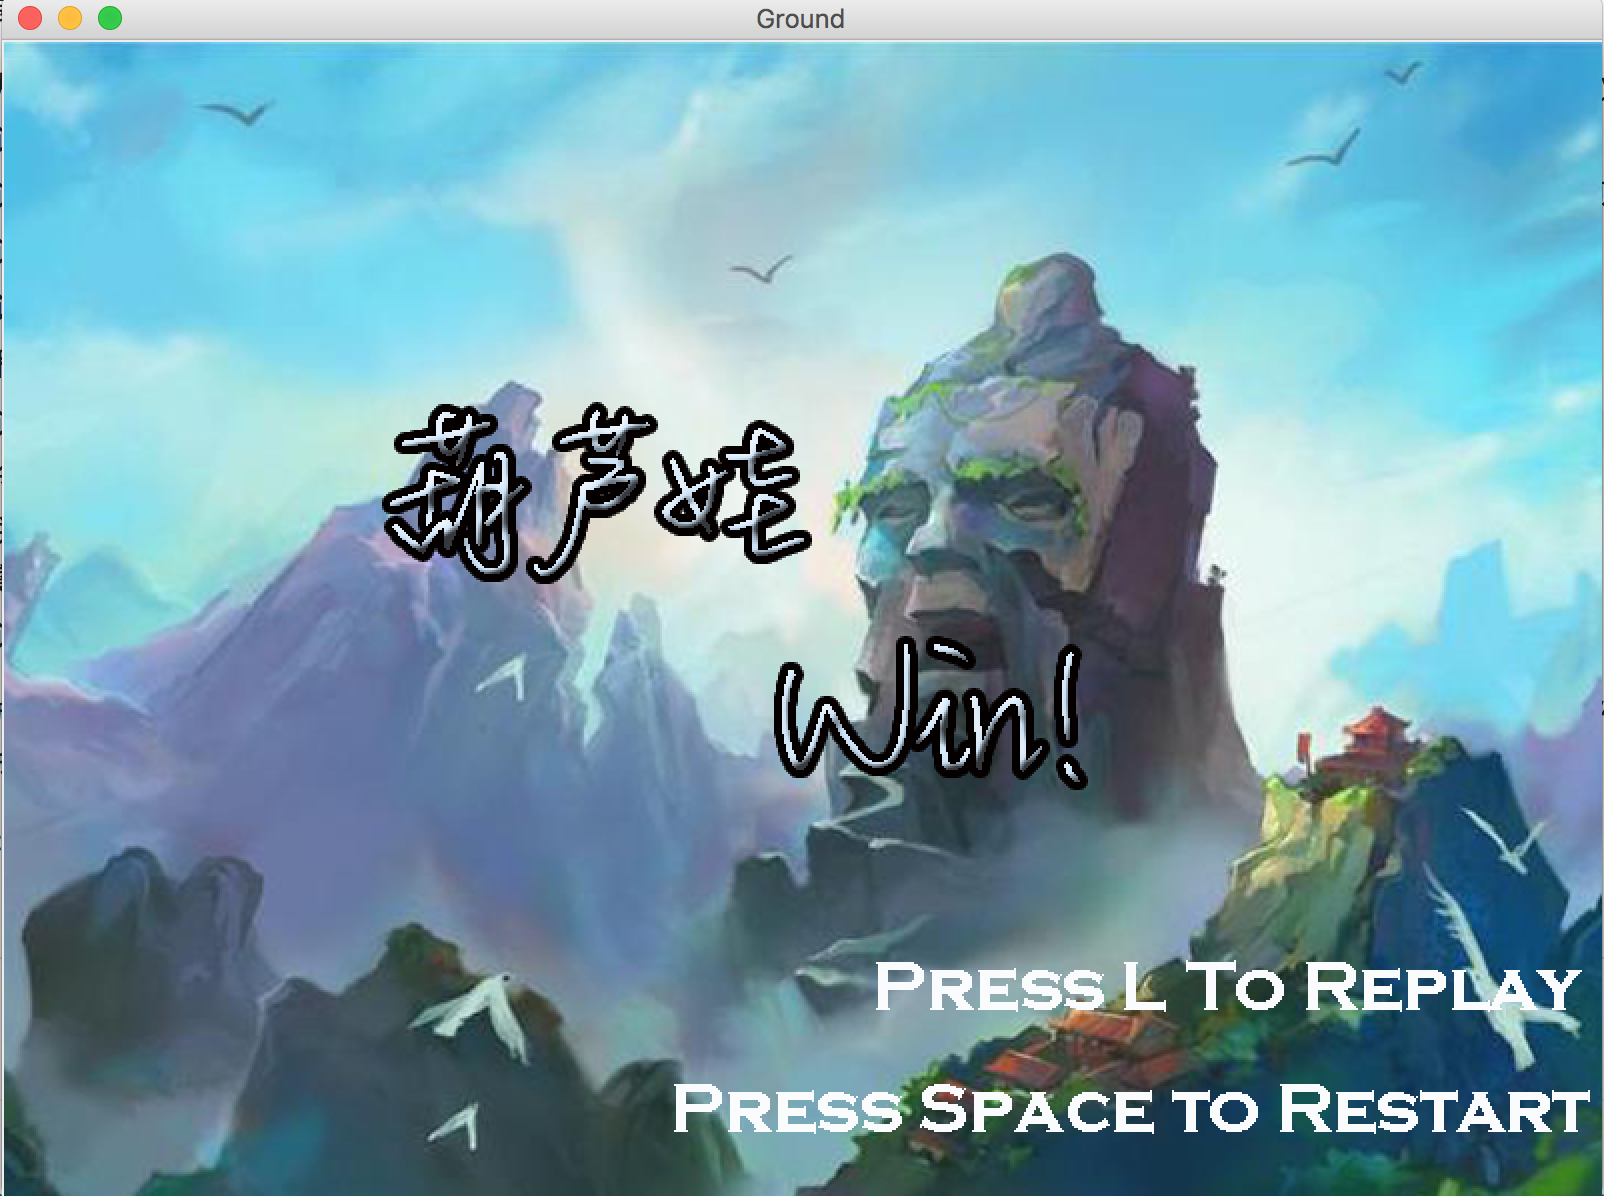 Ground
葫芦娃
Win!
PRESS L TO REPLAY
PRESS SPACE TO RESTART